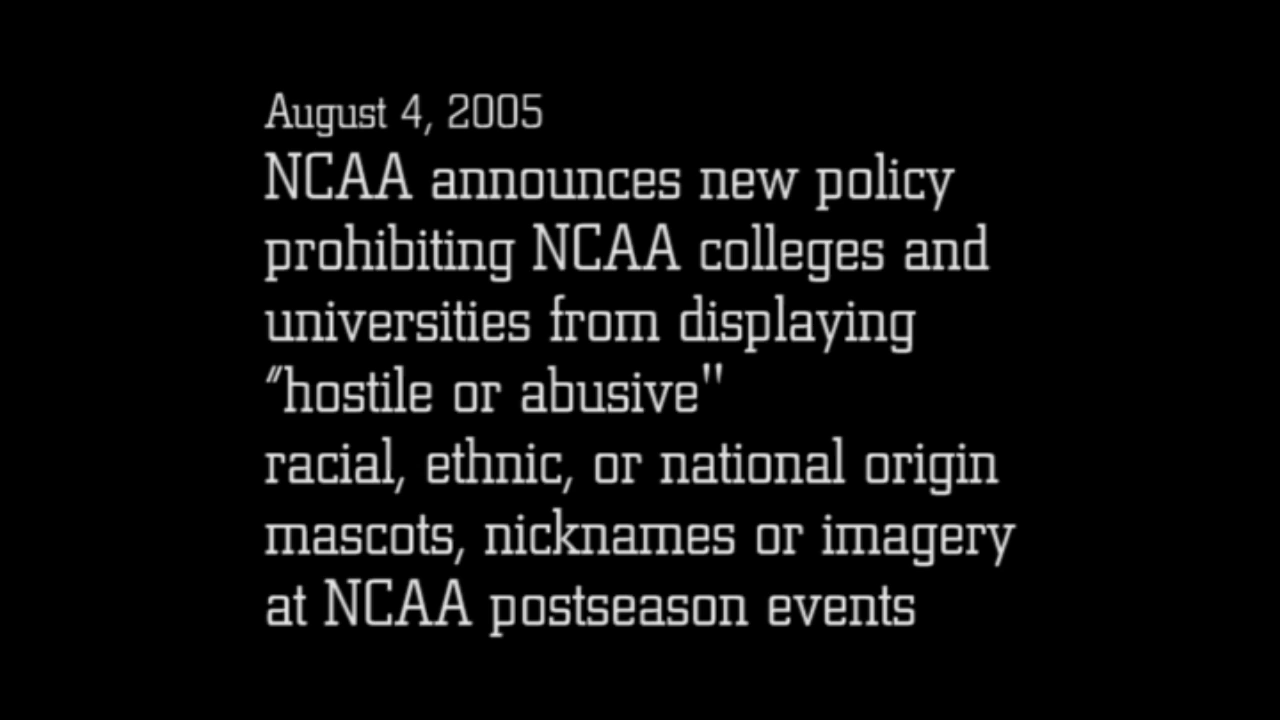 August 4, 2005
NCAA announces new policy
prohibiting NCAA colleges and
universities from displaying
“hostile or abusive"
racial, ethnic, or national origin
mascots, nicknames or imagery
at NCAA postseason events